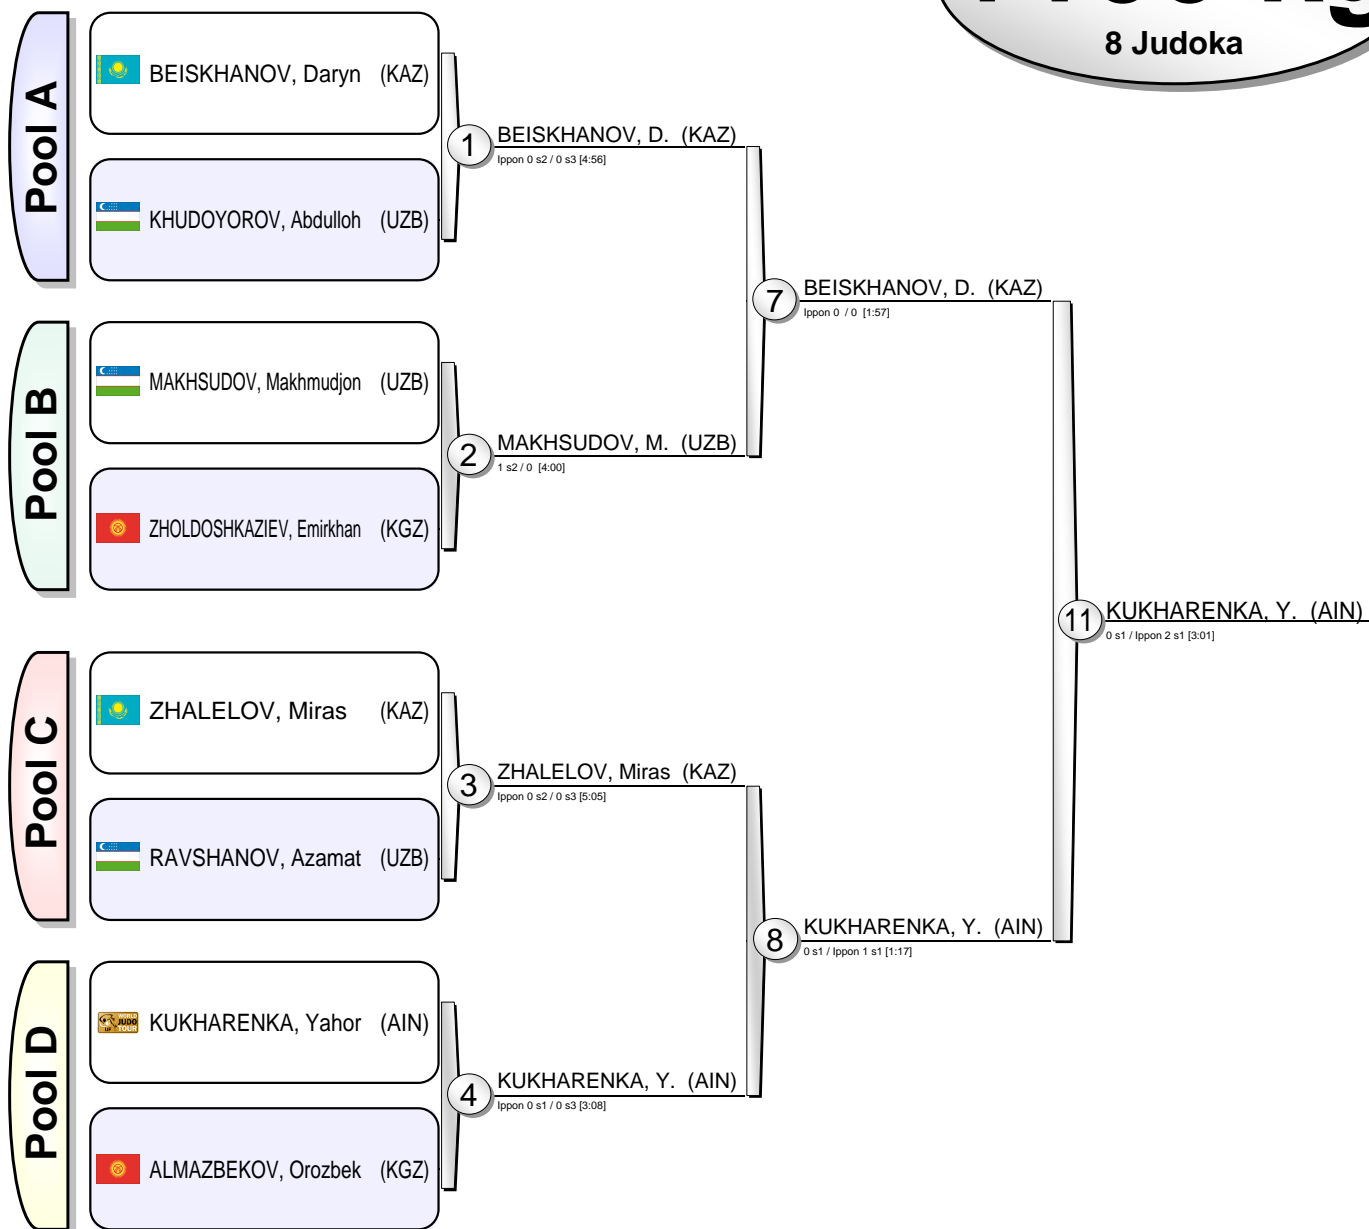 8 Judoka
Pool A
BEISKHANOV, Daryn (KAZ)
KHUDOYOROV, Abdulloh (UZB)
Pool B
MAKHSUDOV, Makhmudjon (UZB)
ZHOLDOSHKAZIEV, Emirkhan (KGZ)
Pool C
ZHALELOV, Miras (KAZ)
RAVSHANOV, Azamat (UZB)
Pool D
KUKHARENKA, Yahor (AIN)
ALMAZBEKOV, Orozbek (KGZ)
1
BEISKHANOV, D. (KAZ)
Ippon 0 s2 / 0 s3 [4:56]
2
MAKHSUDOV, M. (UZB)
1 s2 / 0 [4:00]
3
ZHALELOV, Miras (KAZ)
Ippon 0 s2 / 0 s3 [5:05]
4
KUKHARENKA, Y. (AIN)
Ippon 0 s1 / 0 s3 [3:08]
7
BEISKHANOV, D. (KAZ)
Ippon 0 / 0 [1:57]
8
KUKHARENKA, Y. (AIN)
0 s1 / Ippon 1 s1 [1:17]
11
KUKHARENKA, Y. (AIN)
0 s1 / Ippon 2 s1 [3:01]